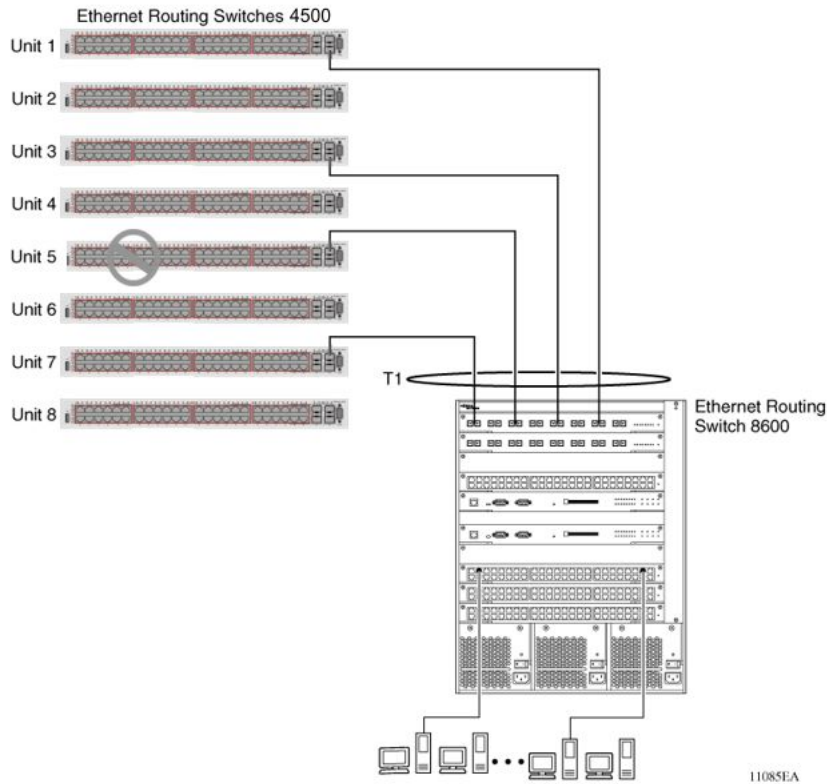 Ethernet Routing Switches 4500
Unit 1
Unit 2
Unit 3
Unit 4
Unit 5
Unit 6
Unit 7
Unit 8
T1
Ethernet Routing
Switch 8600
11085EA